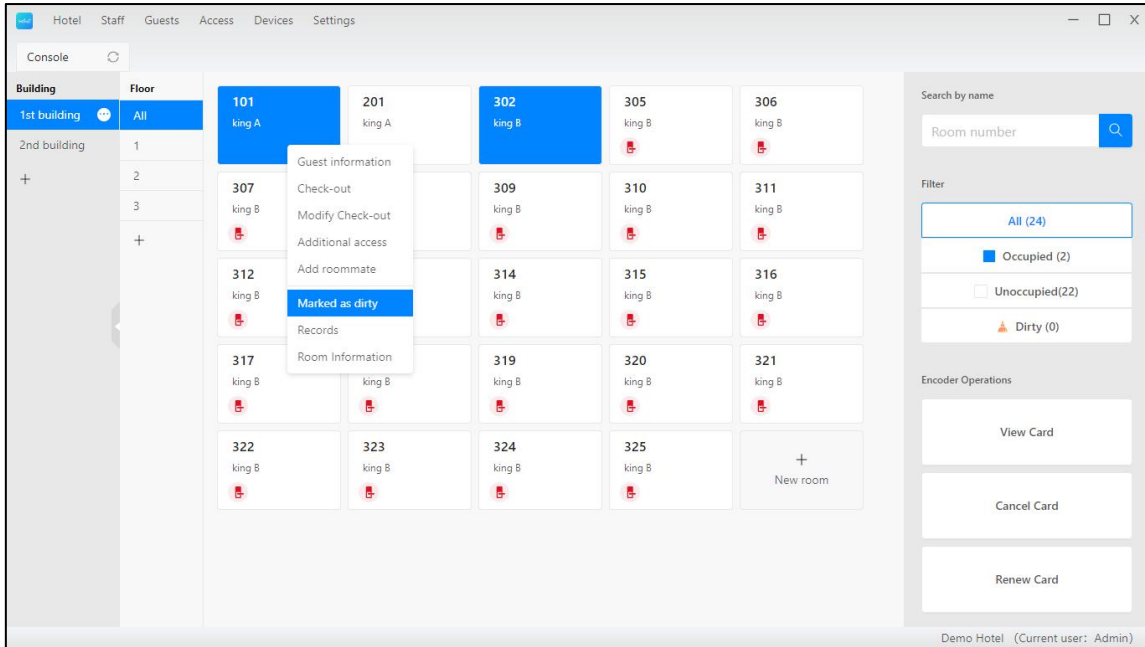 Hotel Staff Guests Access Devices Settings
Console
Building
1st building
2nd building
+
Floor
All
1
2
3
+
101
king A
201
king A
302
king B
305
king B
306
king B
307
king B
309
king B
310
king B
311
king B
312
king B
314
king B
315
king B
316
king B
317
king B
king B
319
king B
320
king B
321
king B
322
king B
323
king B
324
king B
325
king B
+
New room
Guest information
Check-out
Modify Check-out
Additional access
Add roommate
Marked as dirty
Records
Room Information
Search by name
Room number
Filter
All (24)
Occupied (2)
Unoccupied(22)
Dirty (0)
Encoder Operations
View Card
Cancel Card
Renew Card
Demo Hotel (Current user: Admin)